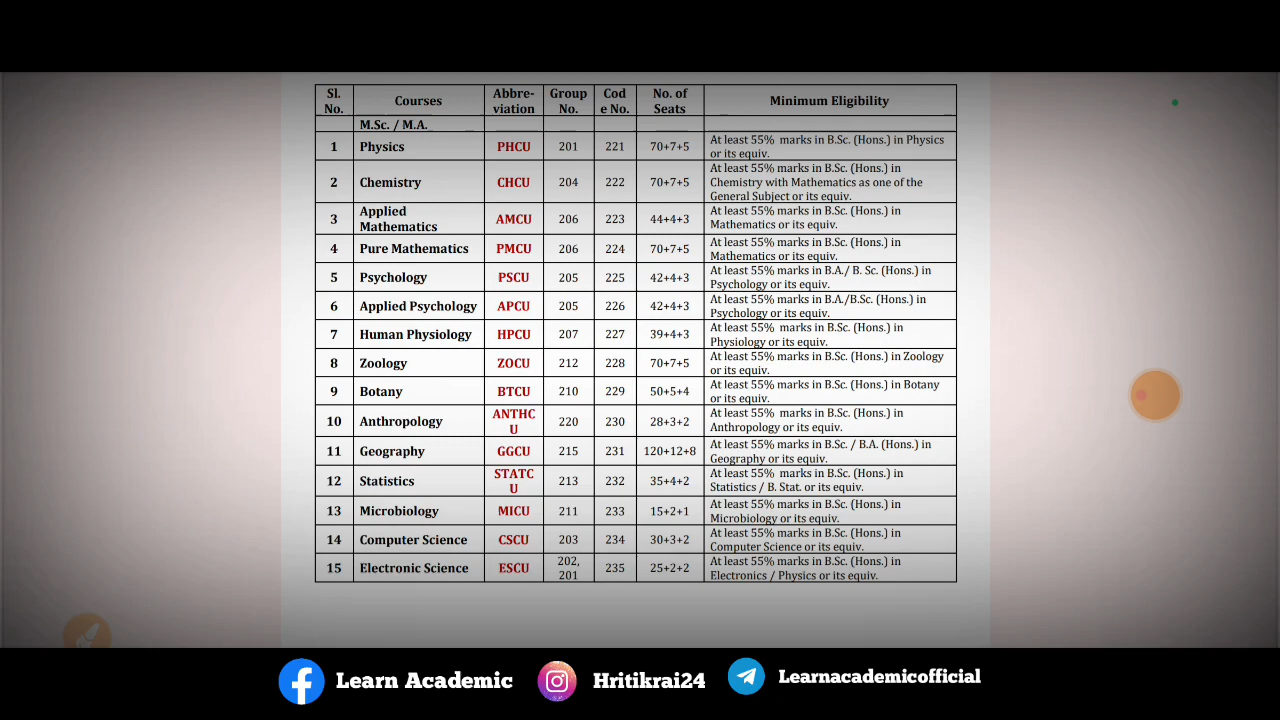 Sl. No. Courses Abbre-viation Group No. Cod e No. No. of Seats Minimum Eligibility
M.Sc. / M.A.
1 Physics PHCU 201 221 70+7+5 At least 55% marks in B.Sc. (Hons.) in Physics or its equiv.
2 Chemistry CHCU 204 222 70+7+5 At least 55% marks in B.Sc. (Hons.) in Chemistry with Mathematics as one of the General Subject or its equiv.
3 Applied Mathematics AMCU 206 223 44+4+3 At least 55% marks in B.Sc. (Hons.) in Mathematics or its equiv.
4 Pure Mathematics PMCU 206 224 70+7+5 At least 55% marks in B.Sc. (Hons.) in Mathematics or its equiv.
5 Psychology PSCU 205 225 42+4+3 At least 55% marks in B.A./ B. Sc. (Hons.) in Psychology or its equiv.
6 Applied Psychology APCU 205 226 42+4+3 At least 55% marks in B.A./B.Sc. (Hons.) in Psychology or its equiv.
7 Human Physiology HPCU 207 227 39+4+3 At least 55% marks in B.Sc. (Hons.) in Physiology or its equiv.
8 Zoology ZOCU 212 228 70+7+5 At least 55% marks in B.Sc. (Hons.) in Zoology or its equiv.
9 Botany BTCU 210 229 50+5+4 At least 55% marks in B.Sc. (Hons.) in Botany or its equiv.
10 Anthropology ANTHC U 220 230 28+3+2 At least 55% marks in B.Sc. (Hons.) in Anthropology or its equiv.
11 Geography GGCU 215 231 120+12+8 At least 55% marks in B.Sc. / B.A. (Hons.) in Geography or its equiv.
12 Statistics STATC U 213 232 35+4+2 At least 55% marks in B.Sc. (Hons.) in Statistics / B. Stat. or its equiv.
13 Microbiology MICU 211 233 15+2+1 At least 55% marks in B.Sc. (Hons.) in Microbiology or its equiv.
14 Computer Science CSCU 203 234 30+3+2 At least 55% marks in B.Sc. (Hons.) in Computer Science or its equiv.
15 Electronic Science ESCU 202, 201 235 25+2+2 At least 55% marks in B.Sc. (Hons.) in Electronics / Physics or its equiv.
Learn Academic Hritikrai24 Learnacademicofficial